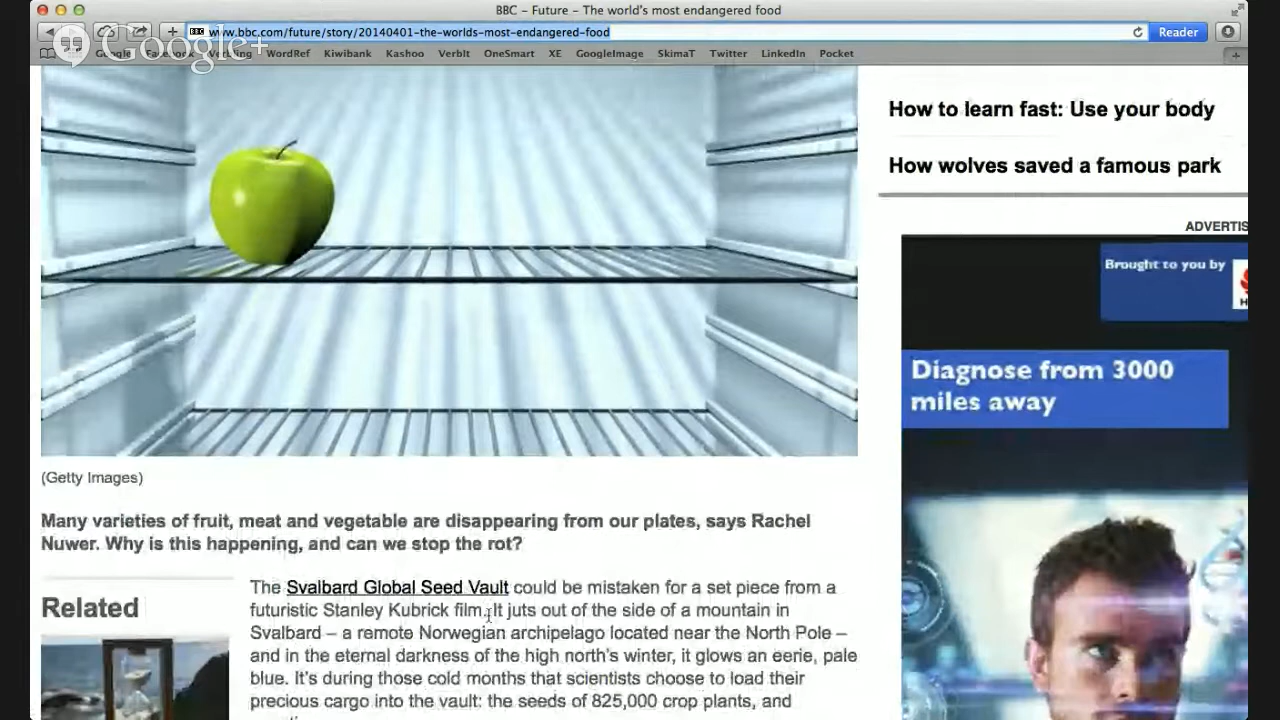 BBC – Future – The world's most endangered food
www.bbc.com/future/story/20140401-the-worlds-most-endangered-food
Reader
Google+
Google Facebook WordRef Kiwibank Kashoo VerbIt OneSmart XE GoogleImage SkimaT Twitter LinkedIn Pocket
How to learn fast: Use your body
How wolves saved a famous park
ADVERTIS
Brought to you by
Diagnose from 3000
miles away
(Getty Images)
Many varieties of fruit, meat and vegetable are disappearing from our plates, says Rachel
Nuwer. Why is this happening, and can we stop the rot?
Related
The Svalbard Global Seed Vault could be mistaken for a set piece from a
futuristic Stanley Kubrick film. It juts out of the side of a mountain in
Svalbard – a remote Norwegian archipelago located near the North Pole –
and in the eternal darkness of the high north's winter, it glows an eerie, pale
blue. It's during those cold months that scientists choose to load their
precious cargo into the vault: the seeds of 825,000 crop plants, and